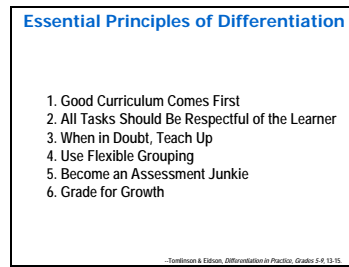 Essential Principles of Differentiation
1. Good Curriculum Comes First
2. All Tasks Should Be Respectful of the Learner
3. When in Doubt, Teach Up
4. Use Flexible Grouping
5. Become an Assessment Junkie
6. Grade for Growth
--Tomlinson & Eidson, Differentiation in Practice, Grades 5-9, 13-15.